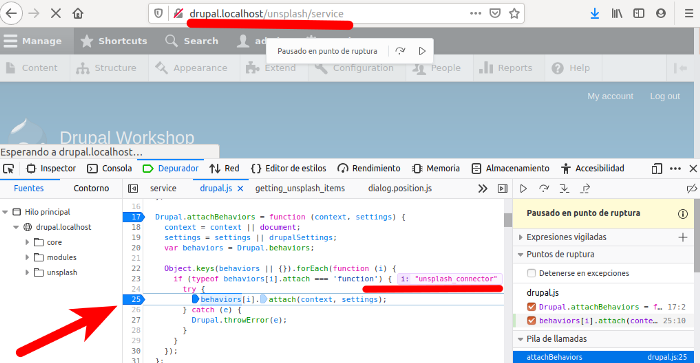 drupal.localhost/unsplash/service
Manage Shortcuts Search
Pausado en punto de ruptura
Content Structure Appearance Extend Configuration People Reports Help
My account Log out
Drupal Workshop
Esperando a drupal.localhost...
Inspector Consola Depurador Red Editor de estilos Rendimiento Memoria Almacenamiento Accesibilidad
Fuentes Contorno service drupal.js getting_unsplash_items dialog.position.js
Hilo principal
drupal.localhost
core
modules
unsplash
16
17 Drupal.attachBehaviors = function (context, settings) {
18 context = context || document;
19 settings = settings || drupalSettings;
20 var behaviors = Drupal.behaviors;
21
22 Object.keys(behaviors || {}).forEach(function (i) {
23 if (typeof behaviors[i].attach === 'function') { i: "unsplash_connector"
24 try {
25 behaviors[i].attach(context, settings);
26 } catch (e) {
27 Drupal.throwError(e);
28 }
29 }
30 });
31 };
Pausado en punto de ruptura
Expresiones vigiladas
Puntos de ruptura
Detenerse en excepciones
drupal.js
Drupal.attachBehaviors = f 17:2
behaviors[i].attach(conte… 25:10
Pila de llamadas
attachBehaviors drupal.js:25